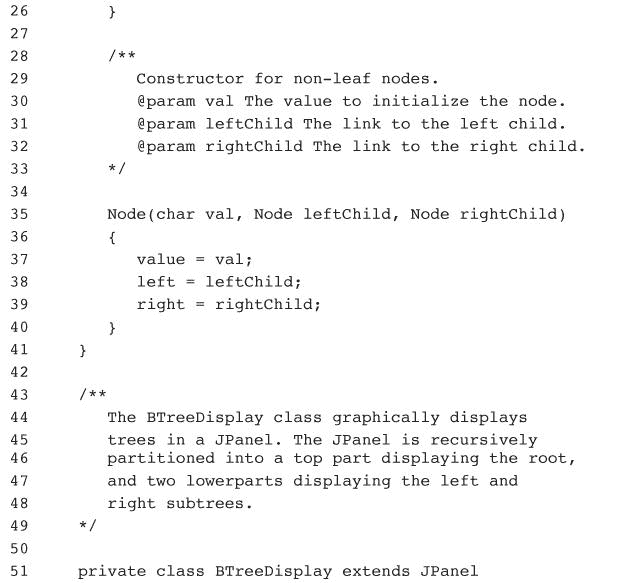 26 }
27
28 /**
29 Constructor for non-leaf nodes.
30 @param val The value to initialize the node.
31 @param leftChild The link to the left child.
32 @param rightChild The link to the right child.
33 */
34
35 Node(char val, Node leftChild, Node rightChild)
36 {
37 value = val;
38 left = leftChild;
39 right = rightChild;
40 }
41 }
42
43 /**
44 The BTreeDisplay class graphically displays
45 trees in a JPanel. The JPanel is recursively
46 partitioned into a top part displaying the root,
47 and two lowerparts displaying the left and
48 right subtrees.
49 */
50
51 private class BTreeDisplay extends JPanel